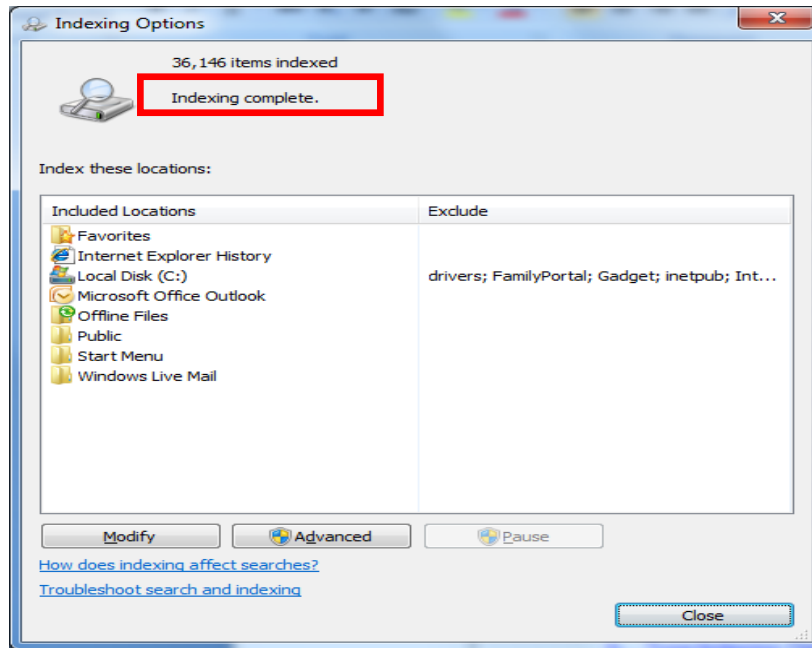 Indexing Options
36,146 items indexed
Indexing complete.
Index these locations:
Included Locations Exclude
Favorites
Internet Explorer History
Local Disk (C:) drivers; FamilyPortal; Gadget; inetpub; Int...
Microsoft Office Outlook
Offline Files
Public
Start Menu
Windows Live Mail
Modify Advanced Pause
How does indexing affect searches?
Troubleshoot search and indexing
Close